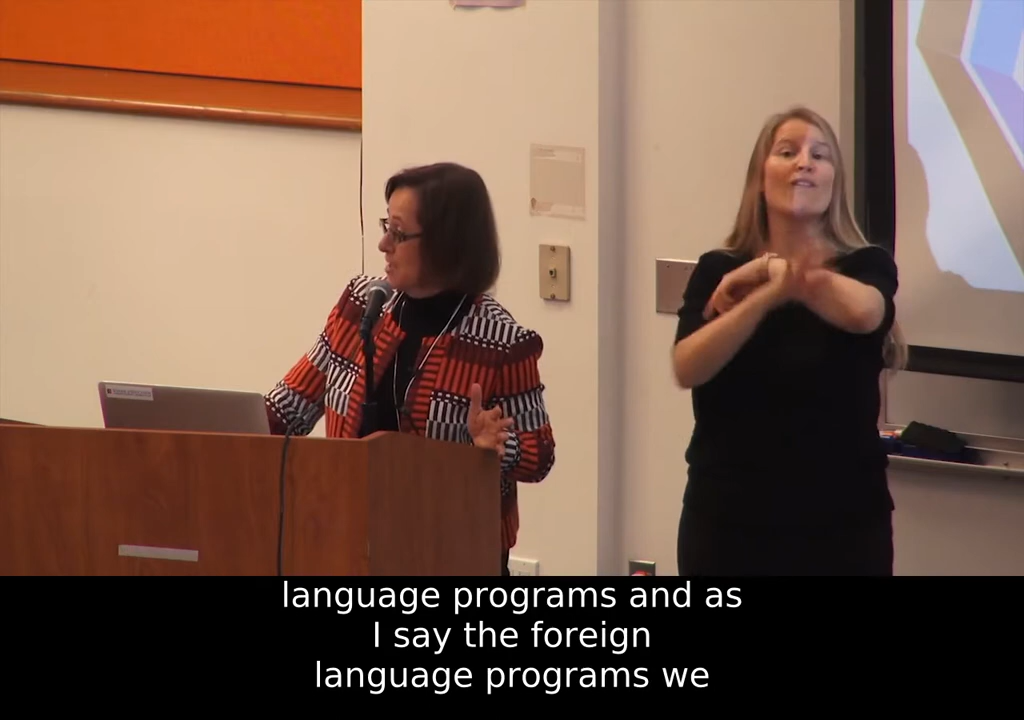 language programs and as
I say the foreign
language programs we